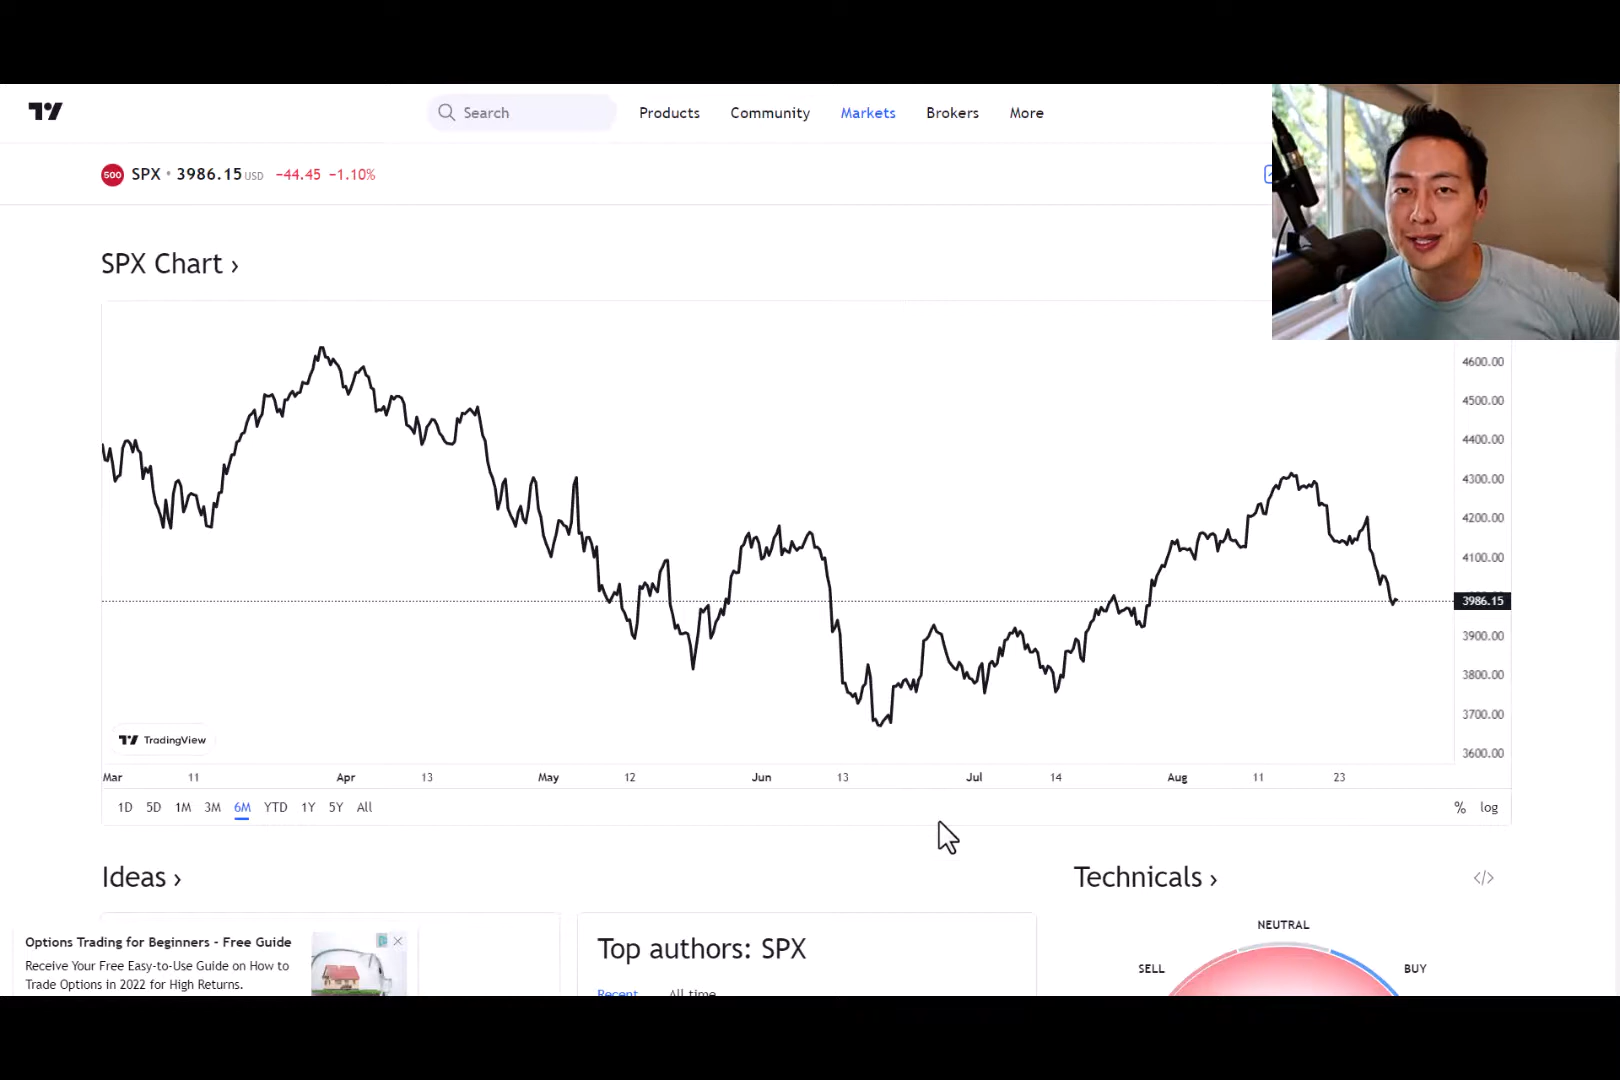 Search
Products
Community
Markets
Brokers
More
500 SPX • 3986.15 USD −44.45 −1.10%
SPX Chart ›
4600.00
4500.00
4400.00
4300.00
4200.00
4100.00
3986.15
3900.00
3800.00
3700.00
3600.00
TradingView
Mar 11 Apr 13 May 12 Jun 13 Jul 14 Aug 11 23
1D 5D 1M 3M 6M YTD 1Y 5Y All % log
Ideas ›
Technicals ›
</>
Options Trading for Beginners - Free Guide
Receive Your Free Easy-to-Use Guide on How to
Trade Options in 2022 for High Returns.
Top authors: SPX
Recent All time
NEUTRAL
SELL
BUY